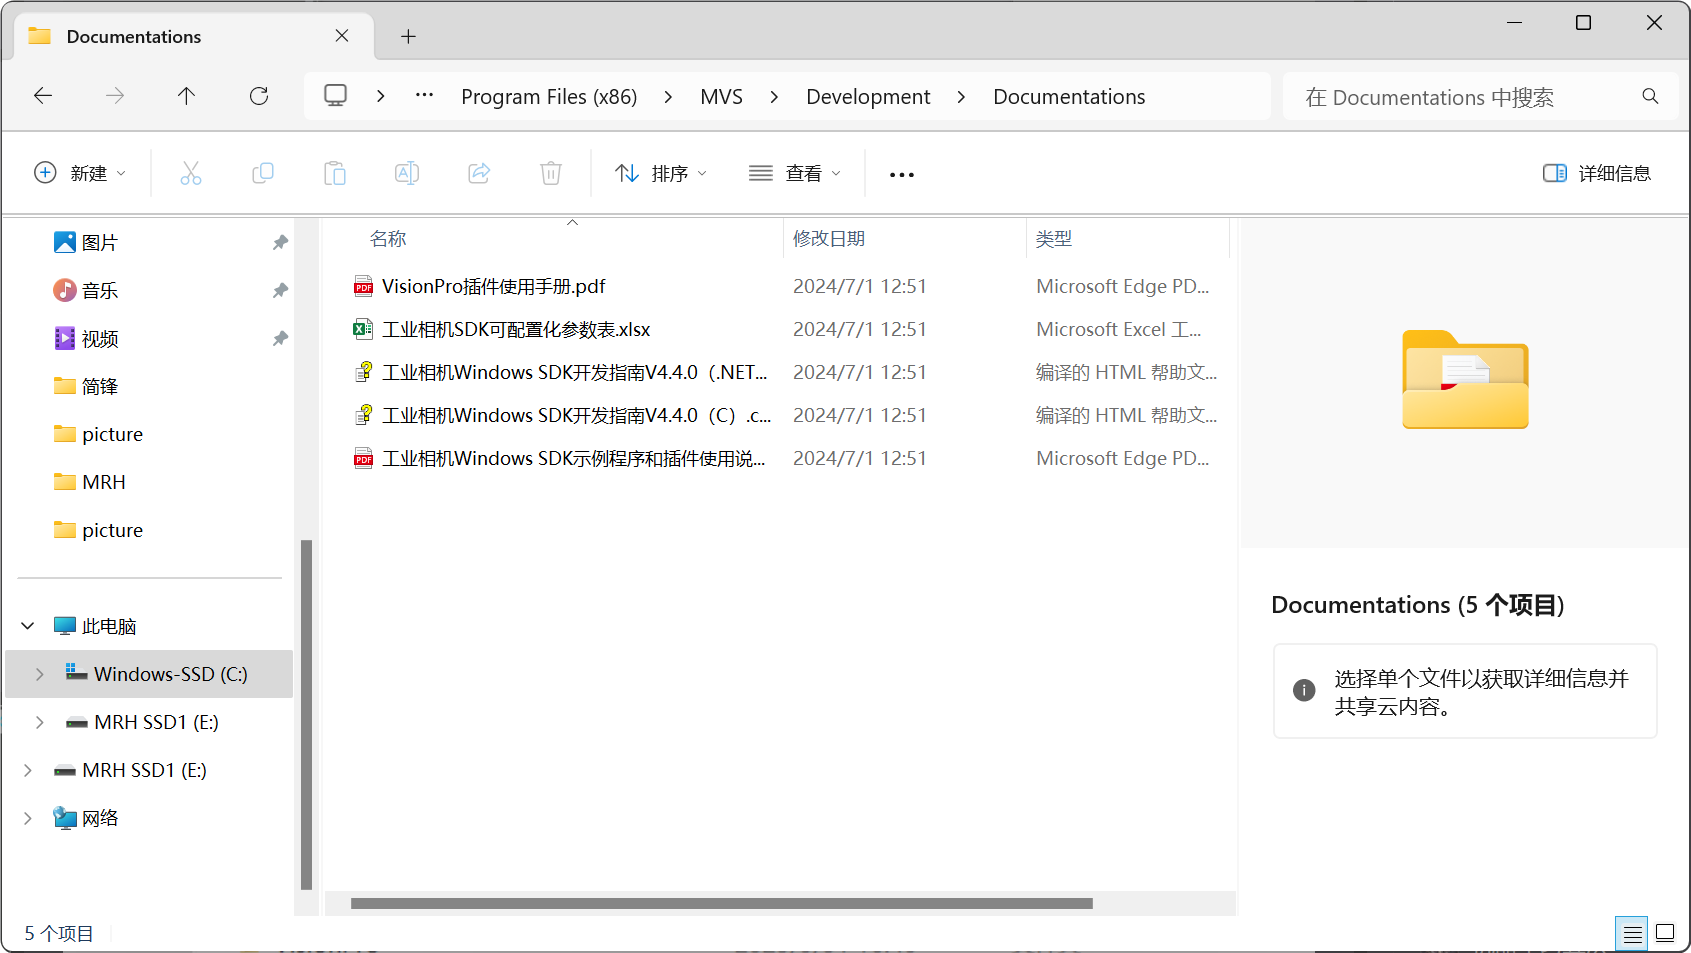 Documentations
Program Files (x86) > MVS > Development > Documentations
在 Documentations 中搜索
新建
排序
查看
详细信息
图片
音乐
视频
简锋
picture
MRH
picture
此电脑
Windows-SSD (C:)
MRH SSD1 (E:)
MRH SSD1 (E:)
网络
名称 修改日期 类型
VisionPro插件使用手册.pdf 2024/7/1 12:51 Microsoft Edge PD...
工业相机SDK可配置化参数表.xlsx 2024/7/1 12:51 Microsoft Excel 工...
工业相机Windows SDK开发指南V4.4.0（.NET... 2024/7/1 12:51 编译的 HTML 帮助文...
工业相机Windows SDK开发指南V4.4.0（C）.c... 2024/7/1 12:51 编译的 HTML 帮助文...
工业相机Windows SDK示例程序和插件使用说... 2024/7/1 12:51 Microsoft Edge PD...
Documentations (5 个项目)
选择单个文件以获取详细信息并
共享云内容。
5 个项目